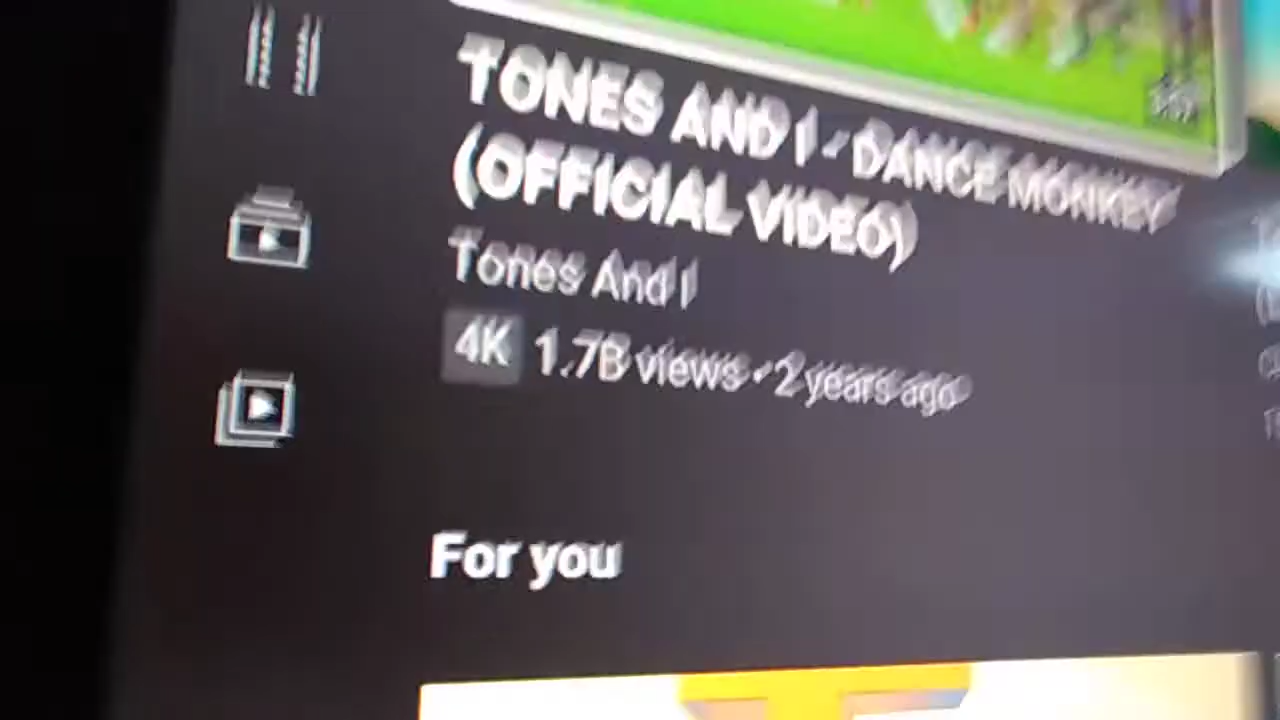 TONES AND I - DANCE MONKEY
(OFFICIAL VIDEO)
Tones And I
4K 1.7B views • 2 years ago
For you